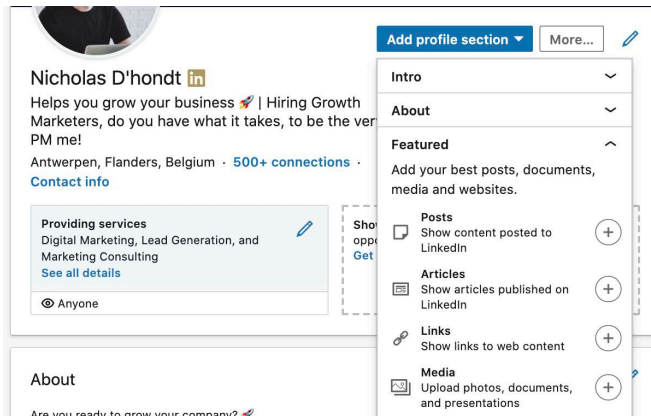 Add profile section
More...
Nicholas D'hondt in
Helps you grow your business 🚀 | Hiring Growth
Marketers, do you have what it takes, to be the ver
PM me!
Antwerpen, Flanders, Belgium · 500+ connections ·
Contact info
Providing services
Digital Marketing, Lead Generation, and
Marketing Consulting
See all details
Anyone
Sho
oppo
Get
Intro
About
Featured
Add your best posts, documents,
media and websites.
Posts
Show content posted to
LinkedIn
Articles
Show articles published on
LinkedIn
Links
Show links to web content
Media
Upload photos, documents,
and presentations
About
Are you ready to grow your company? 🚀